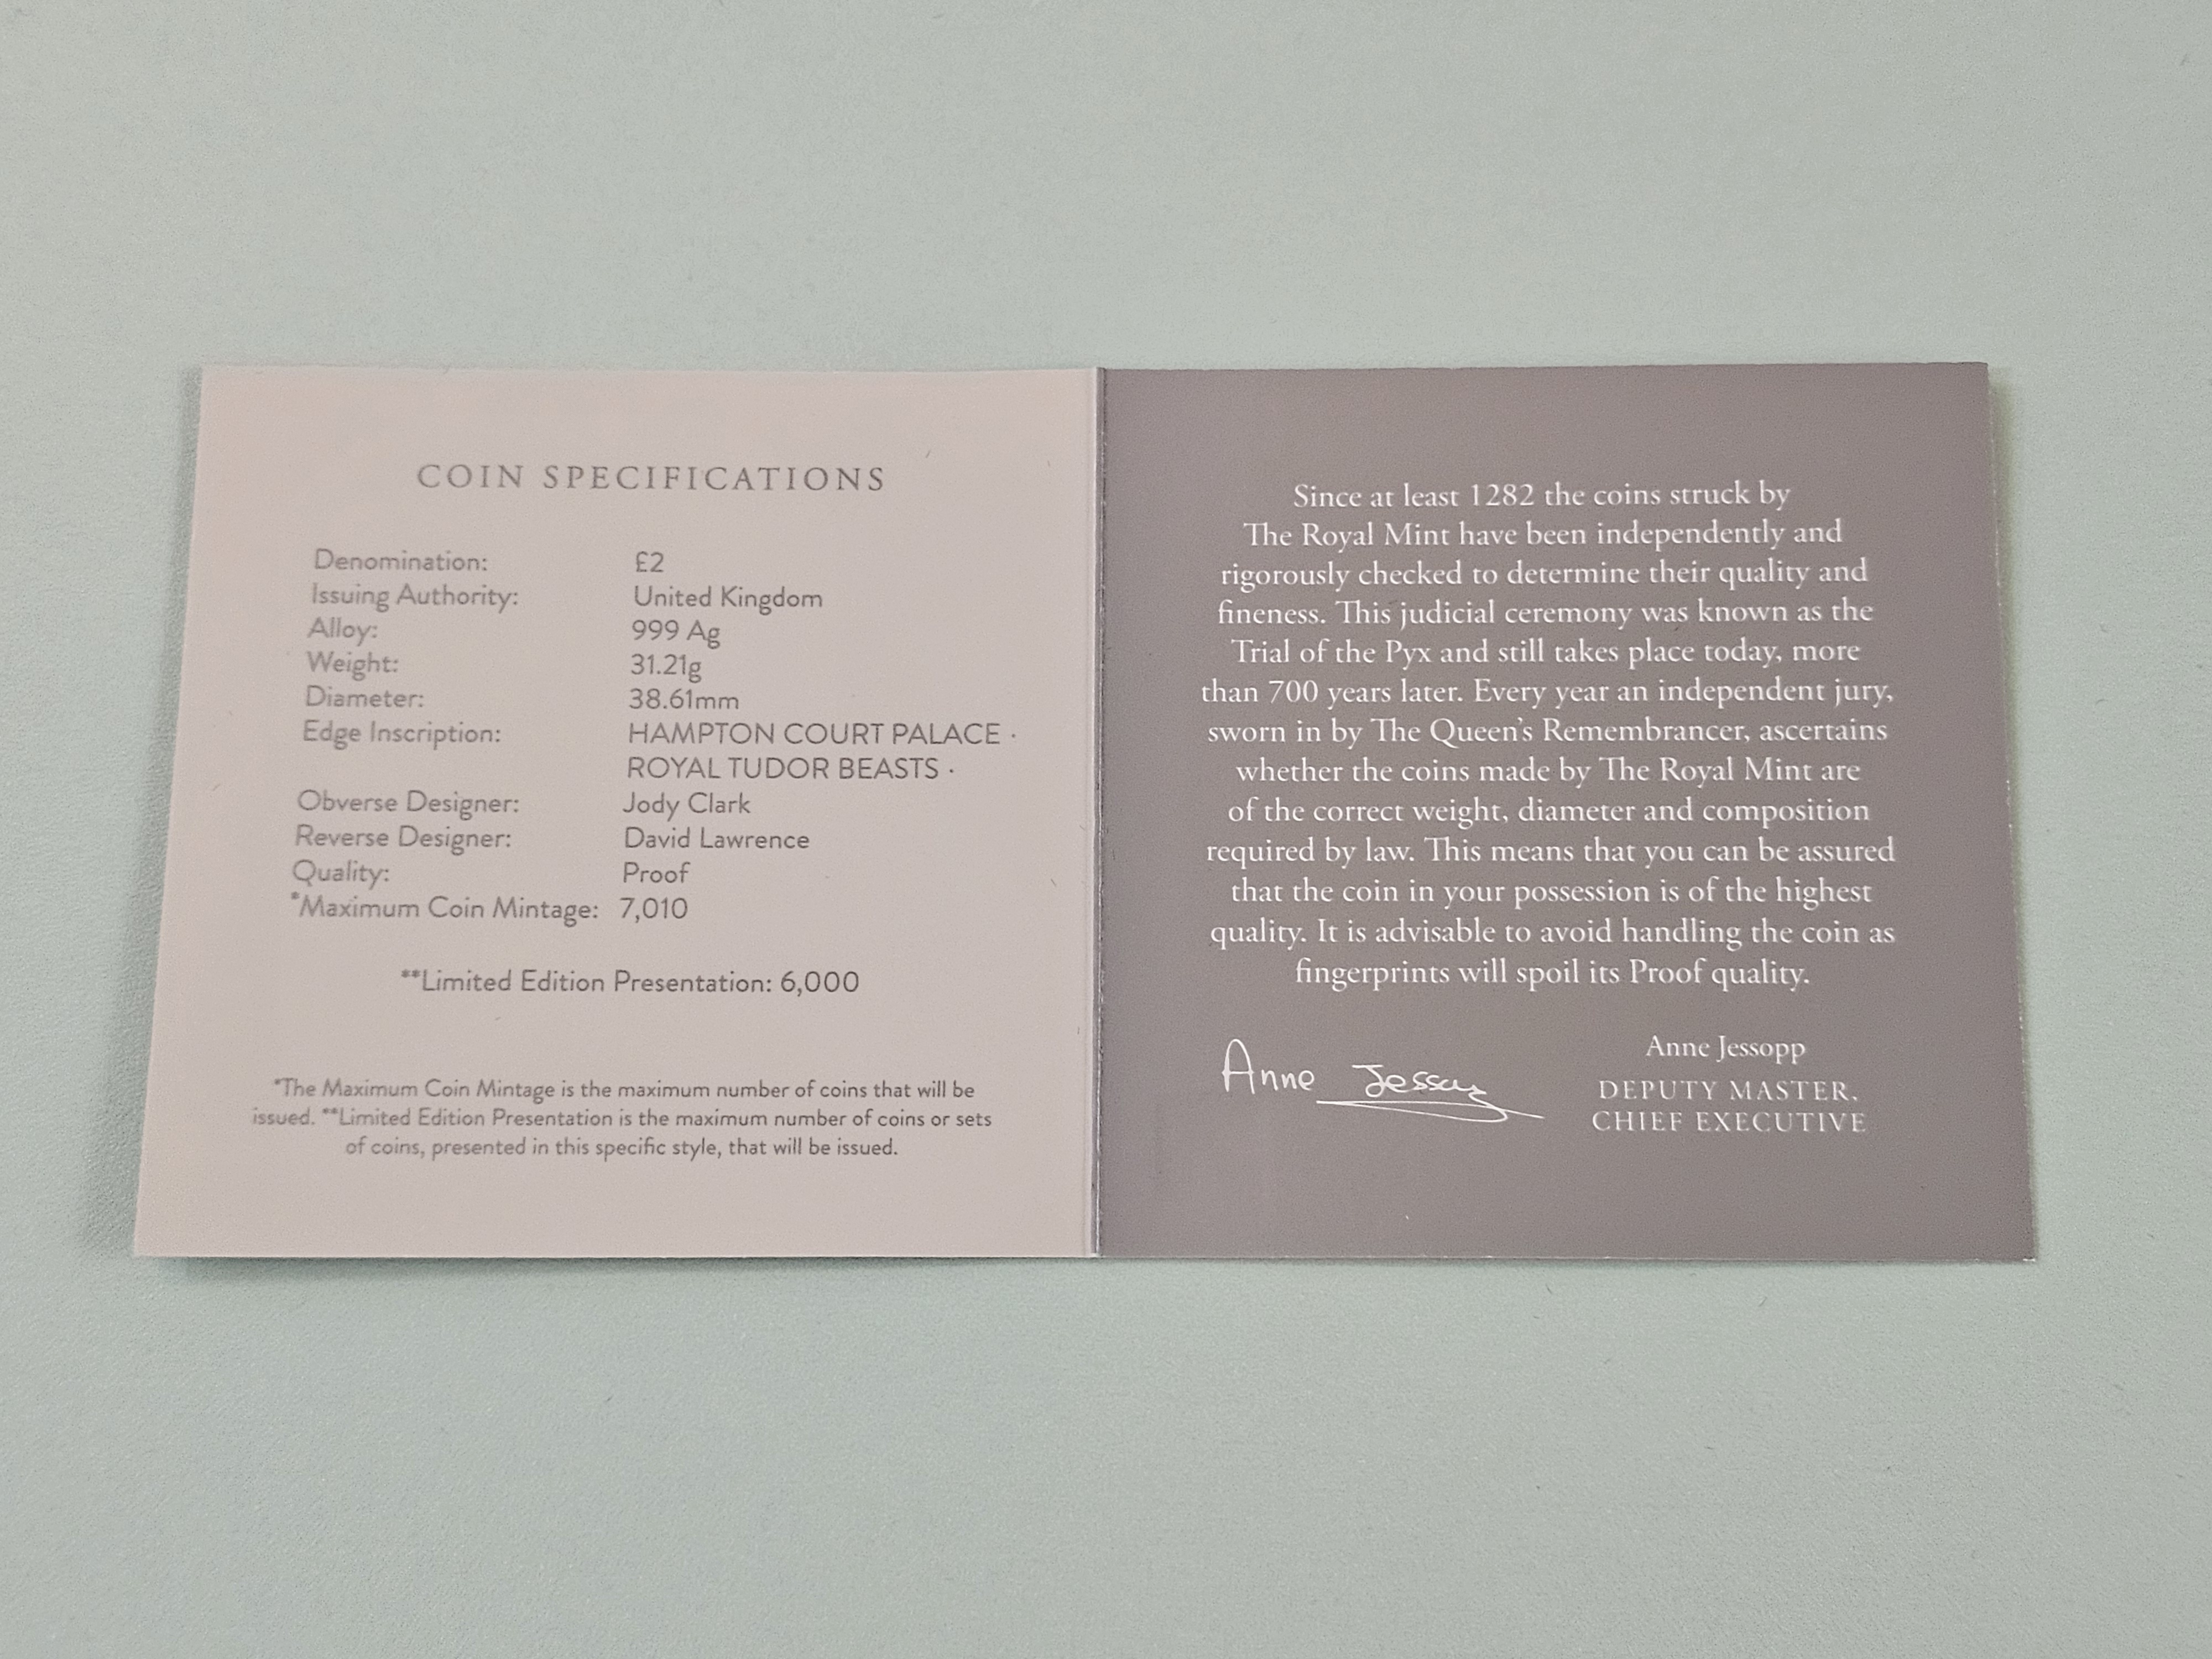 COIN SPECIFICATIONS
Denomination: £2
Issuing Authority: United Kingdom
Alloy: 999 Ag
Weight: 31.21g
Diameter: 38.61mm
Edge Inscription: HAMPTON COURT PALACE ·
ROYAL TUDOR BEASTS ·
Obverse Designer: Jody Clark
Reverse Designer: David Lawrence
Quality: Proof
*Maximum Coin Mintage: 7,010
**Limited Edition Presentation: 6,000
*The Maximum Coin Mintage is the maximum number of coins that will be
issued. **Limited Edition Presentation is the maximum number of coins or sets
of coins, presented in this specific style, that will be issued.
Since at least 1282 the coins struck by
The Royal Mint have been independently and
rigorously checked to determine their quality and
fineness. This judicial ceremony was known as the
Trial of the Pyx and still takes place today, more
than 700 years later. Every year an independent jury,
sworn in by The Queen's Remembrancer, ascertains
whether the coins made by The Royal Mint are
of the correct weight, diameter and composition
required by law. This means that you can be assured
that the coin in your possession is of the highest
quality. It is advisable to avoid handling the coin as
fingerprints will spoil its Proof quality.
Anne Jessopp
Anne Jessopp
DEPUTY MASTER,
CHIEF EXECUTIVE